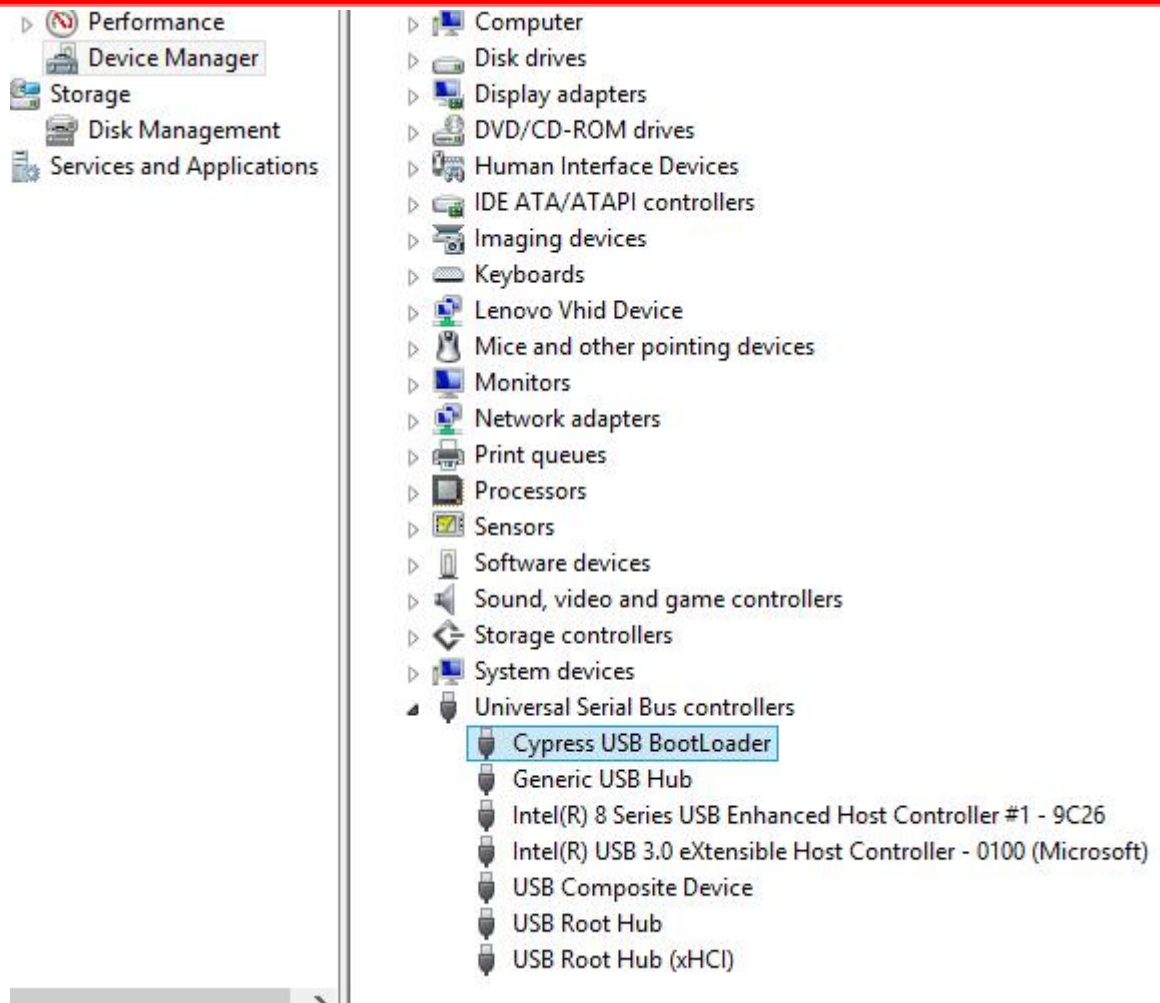 Performance
Device Manager
Storage
Disk Management
Services and Applications
Computer
Disk drives
Display adapters
DVD/CD-ROM drives
Human Interface Devices
IDE ATA/ATAPI controllers
Imaging devices
Keyboards
Lenovo Vhid Device
Mice and other pointing devices
Monitors
Network adapters
Print queues
Processors
Sensors
Software devices
Sound, video and game controllers
Storage controllers
System devices
Universal Serial Bus controllers
Cypress USB BootLoader
Generic USB Hub
Intel(R) 8 Series USB Enhanced Host Controller #1 - 9C26
Intel(R) USB 3.0 eXtensible Host Controller - 0100 (Microsoft)
USB Composite Device
USB Root Hub
USB Root Hub (xHCI)